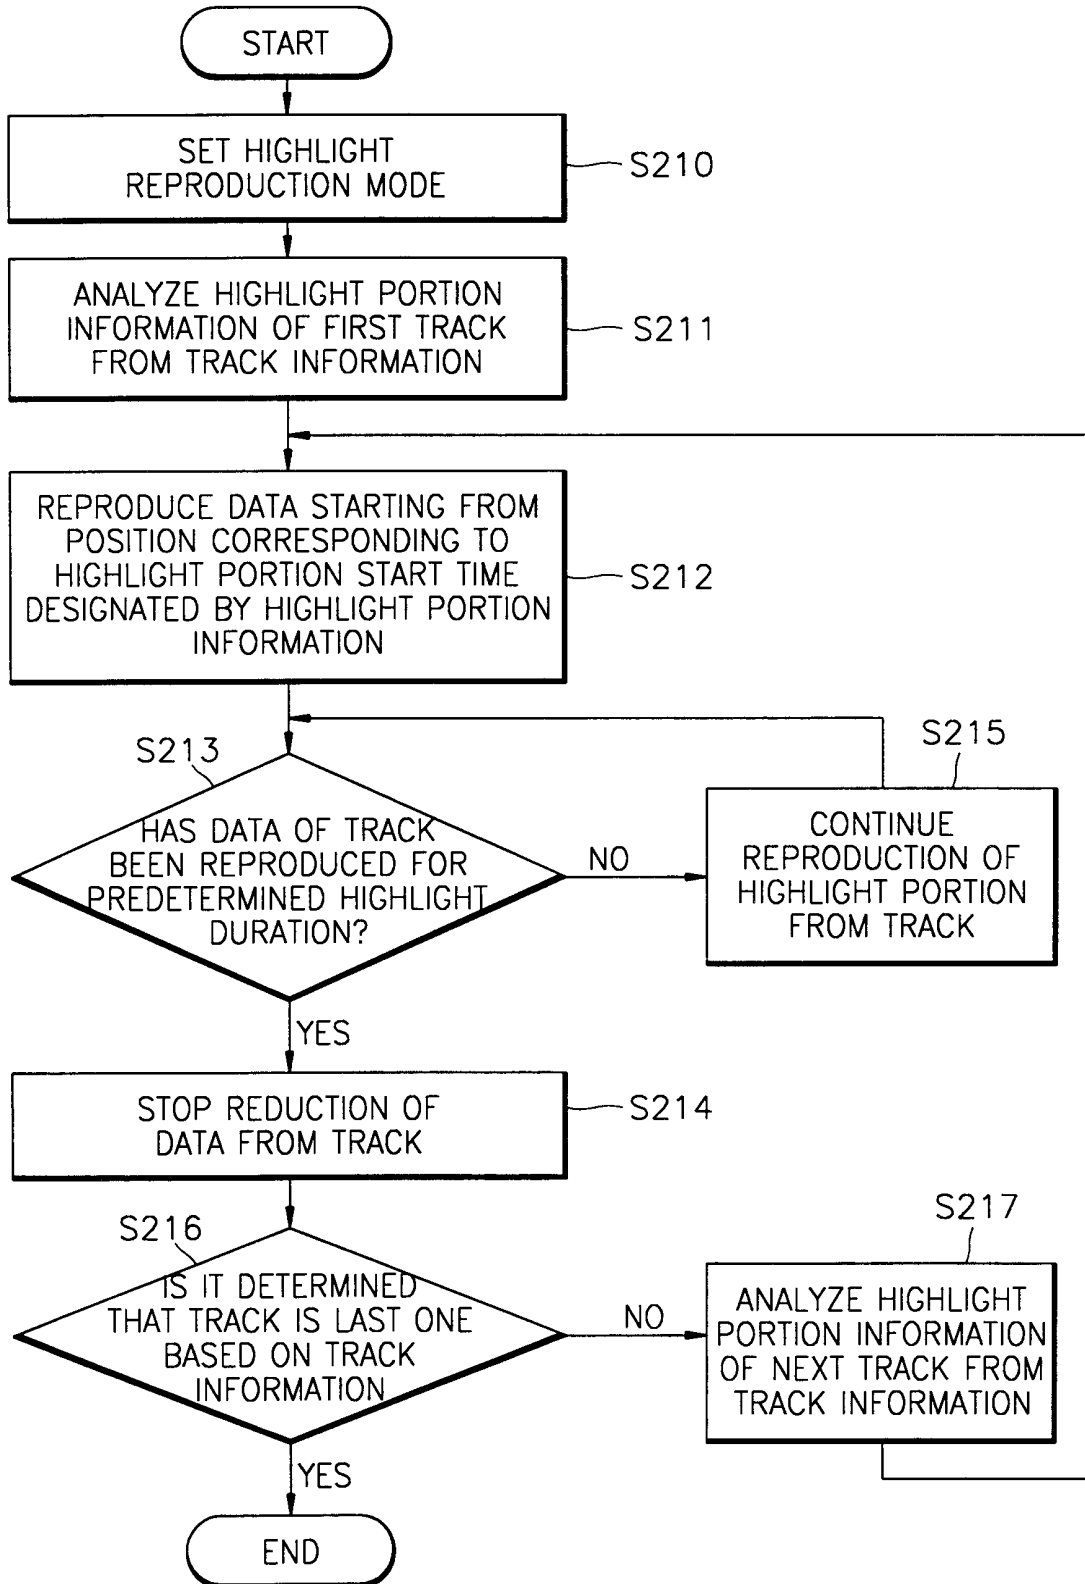 START
SET HIGHLIGHT
REPRODUCTION MODE
S210
ANALYZE HIGHLIGHT PORTION
INFORMATION OF FIRST TRACK
FROM TRACK INFORMATION
S211
REPRODUCE DATA STARTING FROM
POSITION CORRESPONDING TO
HIGHLIGHT PORTION START TIME
DESIGNATED BY HIGHLIGHT PORTION
INFORMATION
S212
S213
HAS DATA OF TRACK
BEEN REPRODUCED FOR
PREDETERMINED HIGHLIGHT
DURATION?
NO
S215
CONTINUE
REPRODUCTION OF
HIGHLIGHT PORTION
FROM TRACK
YES
STOP REDUCTION OF
DATA FROM TRACK
S214
S216
IS IT DETERMINED
THAT TRACK IS LAST ONE
BASED ON TRACK
INFORMATION
NO
S217
ANALYZE HIGHLIGHT
PORTION INFORMATION
OF NEXT TRACK FROM
TRACK INFORMATION
YES
END